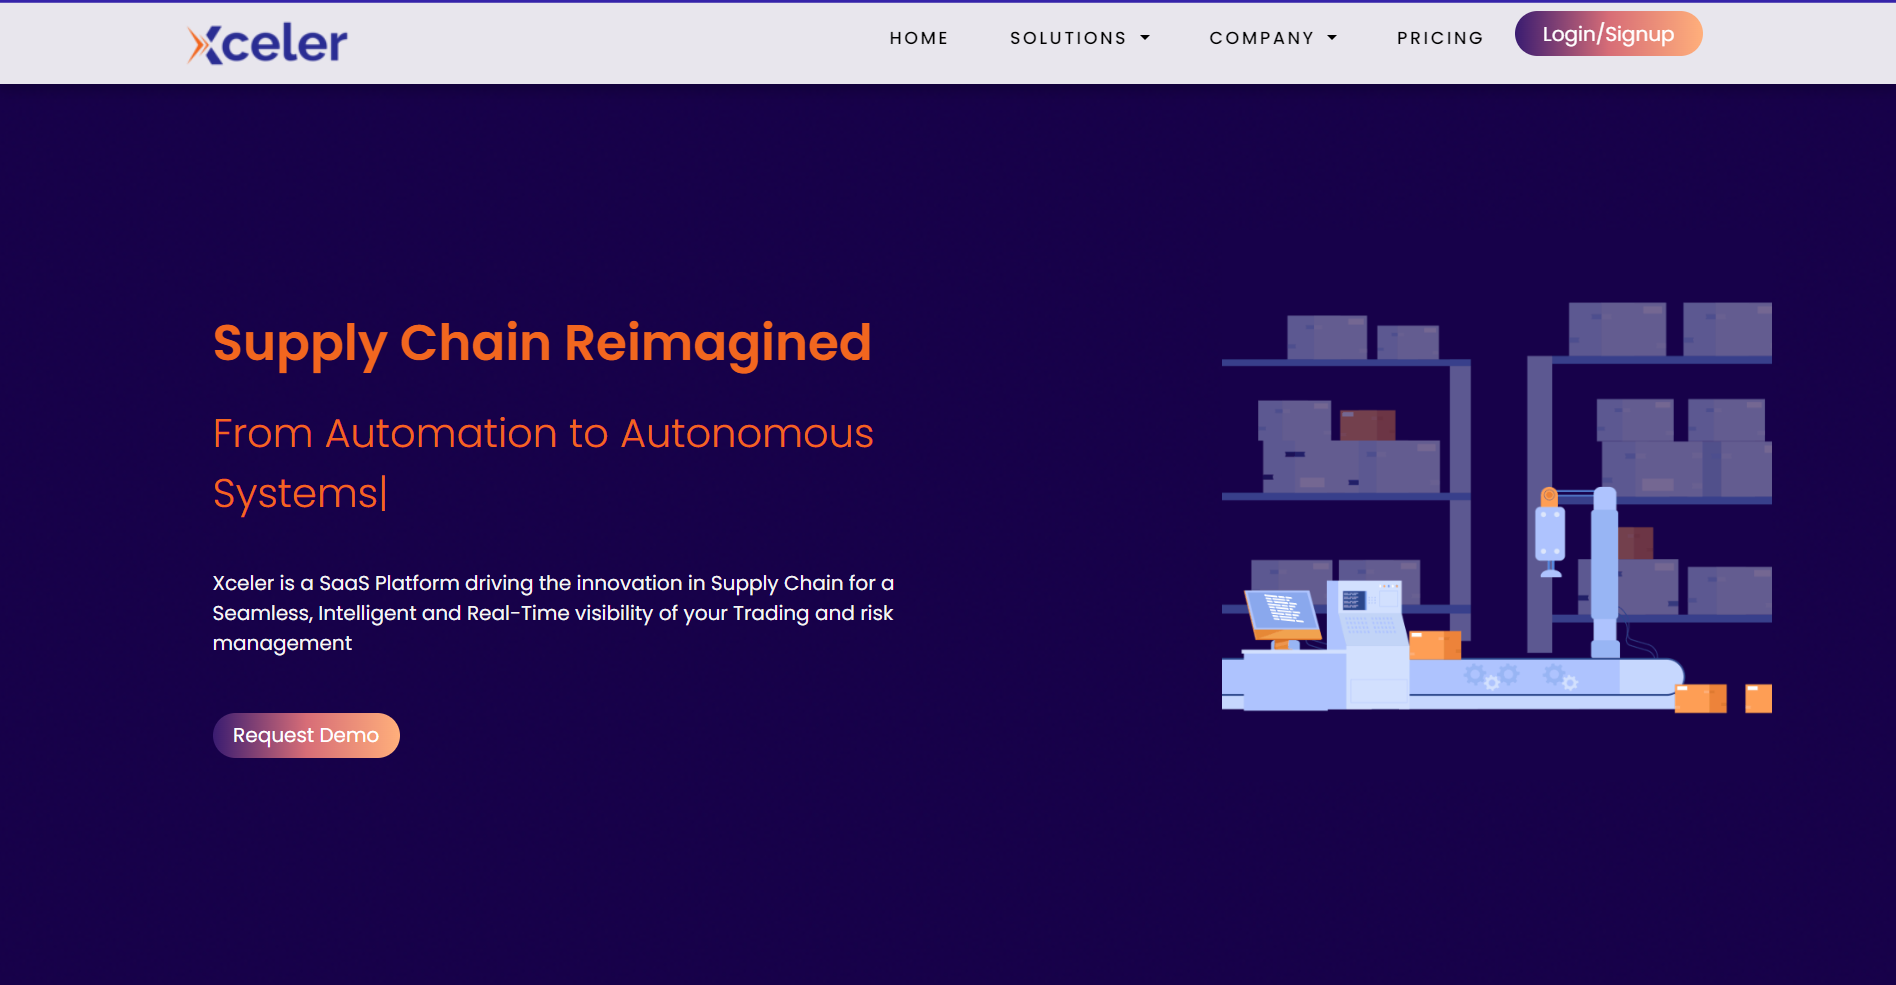 Xceler
HOME
SOLUTIONS
COMPANY
PRICING
Login/Signup
Supply Chain Reimagined
From Automation to Autonomous
Systems|
Xceler is a SaaS Platform driving the innovation in Supply Chain for a
Seamless, Intelligent and Real-Time visibility of your Trading and risk
management
Request Demo